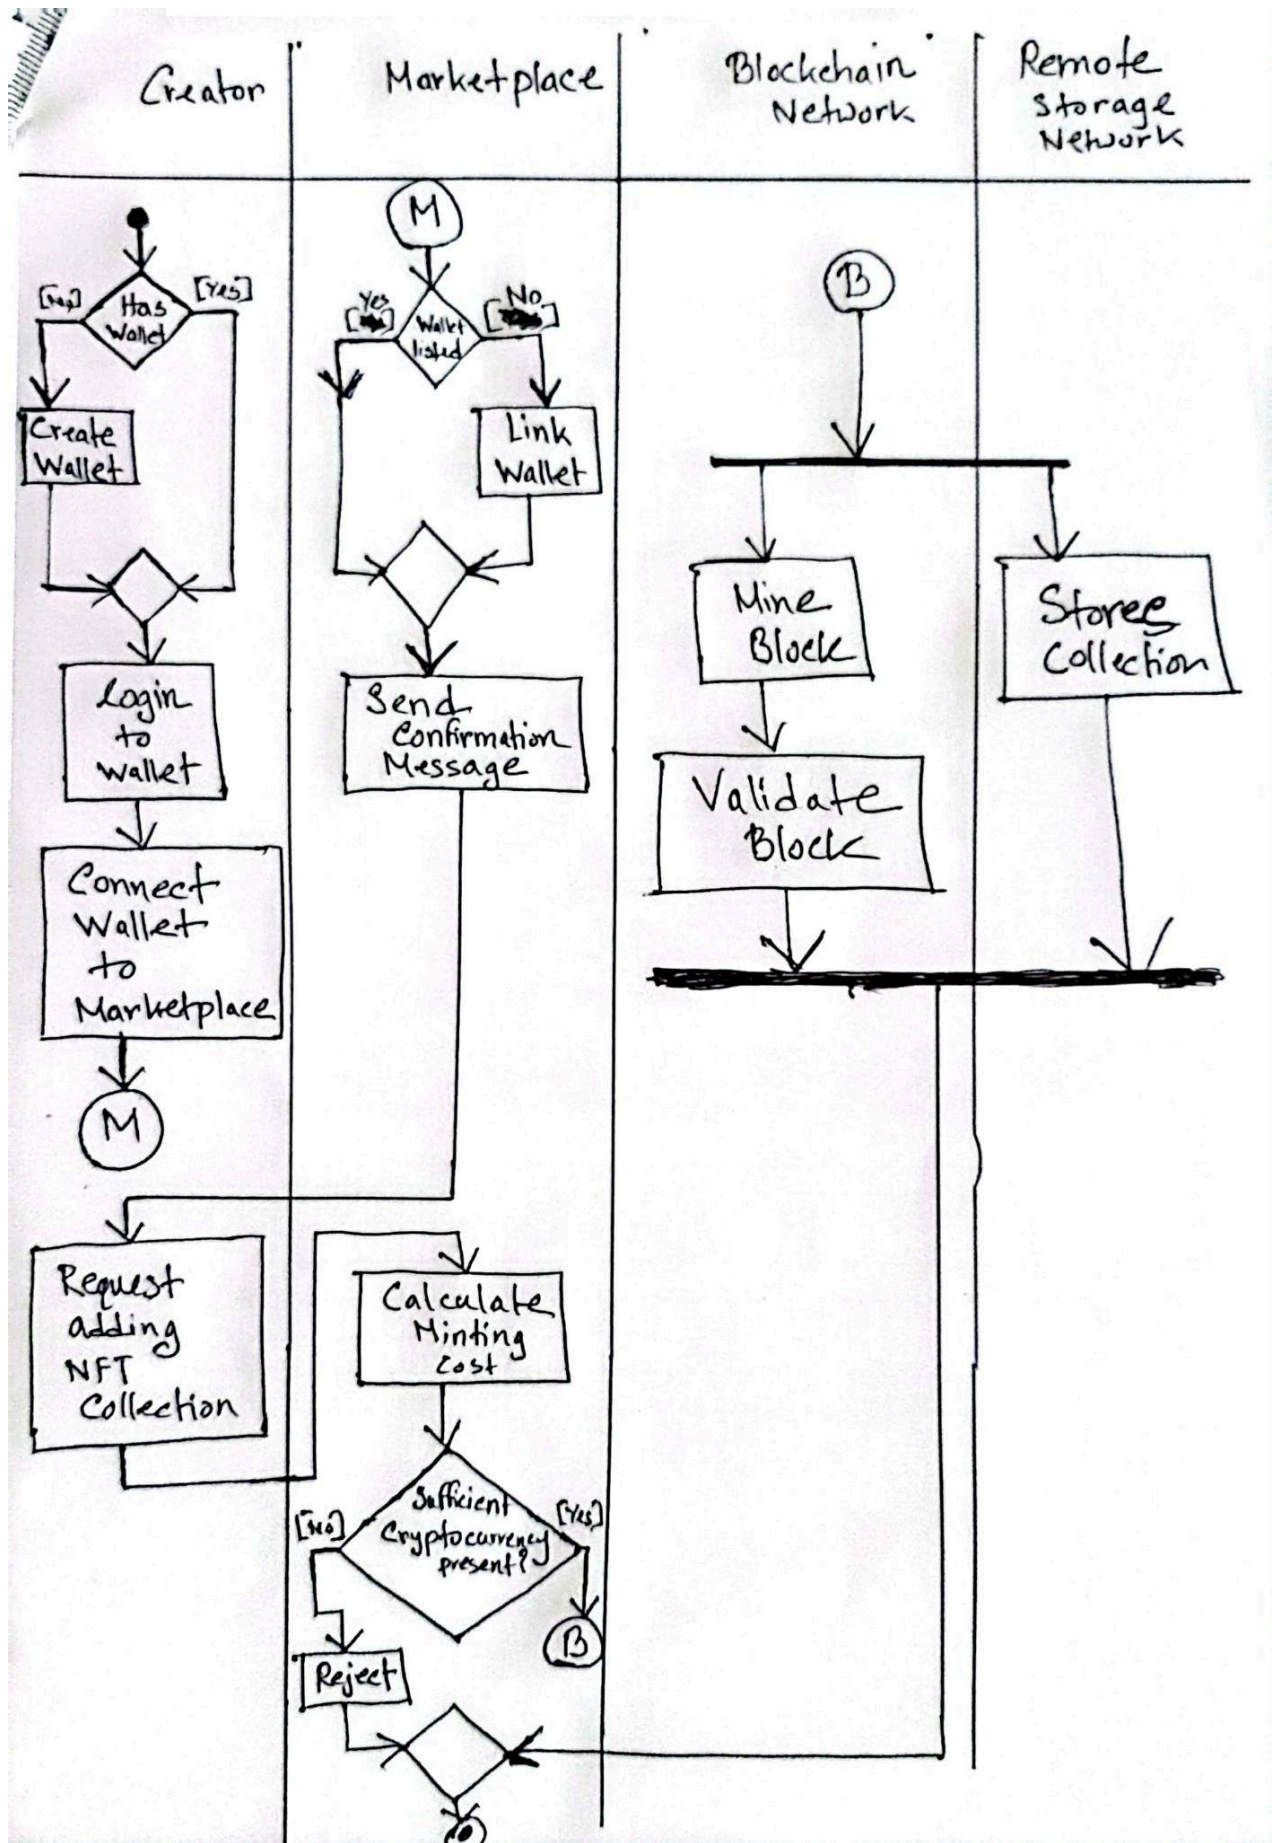 Creator
Marketplace
Blockchain
Network
Remote
Storage
Network
[No]
[Yes]
Has
Wallet
Create
Wallet
Login
to
wallet
Connect
Wallet
to
Marketplace
M
Request
adding
NFT
Collection
M
Yes
[
]
No
[
]
Wallet
listed
Link
Wallet
Send
Confirmation
Message
Calculate
Minting
Cost
Sufficient
Cryptocurrency
present?
[No]
[Yes]
B
Reject
B
Mine
Block
Validate
Block
Stores
Collection